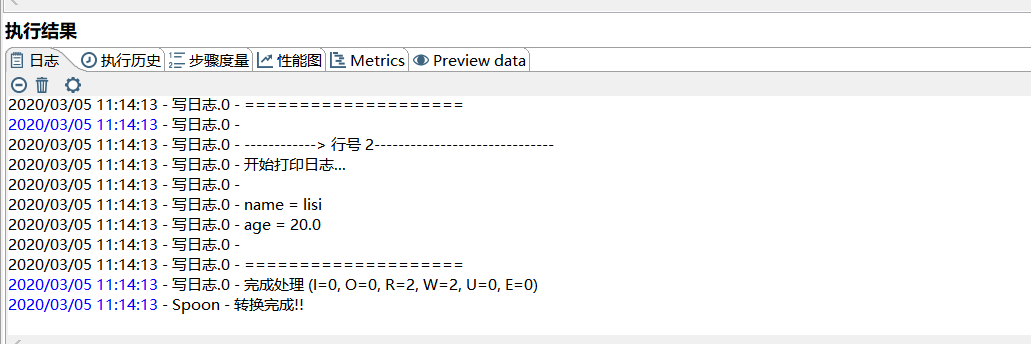 执行结果
日志 执行历史 步骤度量 性能图 Metrics Preview data
2020/03/05 11:14:13 - 写日志.0 - ====================
2020/03/05 11:14:13 - 写日志.0 -
2020/03/05 11:14:13 - 写日志.0 - ------------> 行号 2------------------------------
2020/03/05 11:14:13 - 写日志.0 - 开始打印日志...
2020/03/05 11:14:13 - 写日志.0 -
2020/03/05 11:14:13 - 写日志.0 - name = lisi
2020/03/05 11:14:13 - 写日志.0 - age = 20.0
2020/03/05 11:14:13 - 写日志.0 -
2020/03/05 11:14:13 - 写日志.0 - ====================
2020/03/05 11:14:13 - 写日志.0 - 完成处理 (I=0, O=0, R=2, W=2, U=0, E=0)
2020/03/05 11:14:13 - Spoon - 转换完成!!